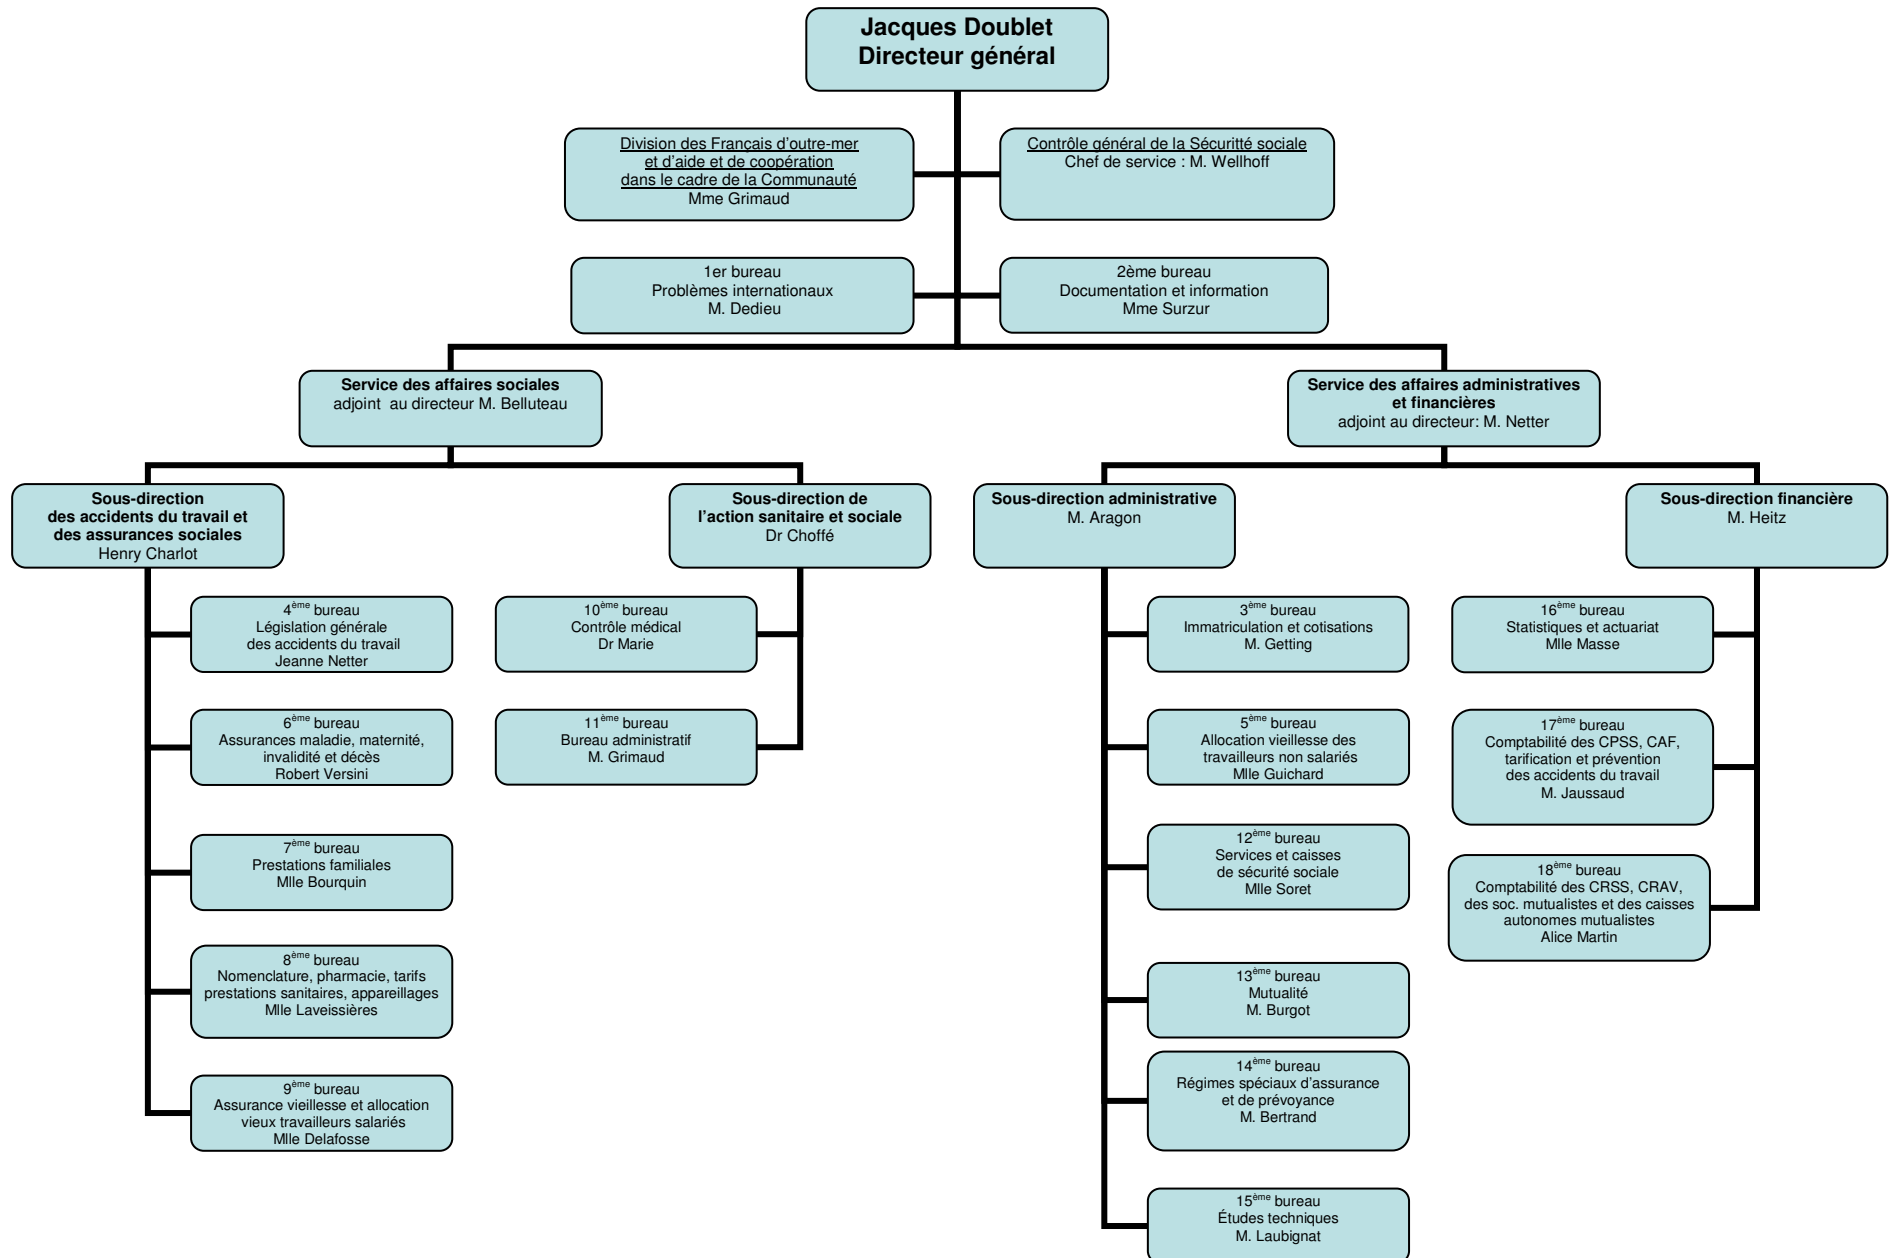 Jacques Doublet
Directeur général
Division des Français d'outre-mer
et d'aide et de coopération
dans le cadre de la Communauté
Mme Grimaud
Contrôle général de la Sécuritté sociale
Chef de service : M. Wellhoff
1er bureau
Problèmes internationaux
M. Dedieu
2ème bureau
Documentation et information
Mme Surzur
Service des affaires sociales
adjoint au directeur M. Belluteau
Service des affaires administratives
et financières
adjoint au directeur: M. Netter
Sous-direction
des accidents du travail et
des assurances sociales
Henry Charlot
Sous-direction de
l'action sanitaire et sociale
Dr Choffé
Sous-direction administrative
M. Aragon
Sous-direction financière
M. Heitz
4ème bureau
Législation générale
des accidents du travail
Jeanne Netter
6ème bureau
Assurances maladie, maternité,
invalidité et décès
Robert Versini
7ème bureau
Prestations familiales
Mlle Bourquin
8ème bureau
Nomenclature, pharmacie, tarifs
prestations sanitaires, appareillages
Mlle Laveissières
9ème bureau
Assurance vieillesse et allocation
vieux travailleurs salariés
Mlle Delafosse
10ème bureau
Contrôle médical
Dr Marie
11ème bureau
Bureau administratif
M. Grimaud
3ème bureau
Immatriculation et cotisations
M. Getting
5ème bureau
Allocation vieillesse des
travailleurs non salariés
Mlle Guichard
12ème bureau
Services et caisses
de sécurité sociale
Mlle Soret
13ème bureau
Mutualité
M. Burgot
14ème bureau
Régimes spéciaux d'assurance
et de prévoyance
M. Bertrand
15ème bureau
Études techniques
M. Laubignat
16ème bureau
Statistiques et actuariat
Mlle Masse
17ème bureau
Comptabilité des CPSS, CAF,
tarification et prévention
des accidents du travail
M. Jaussaud
18ème bureau
Comptabilité des CRSS, CRAV,
des soc. mutualistes et des caisses
autonomes mutualistes
Alice Martin